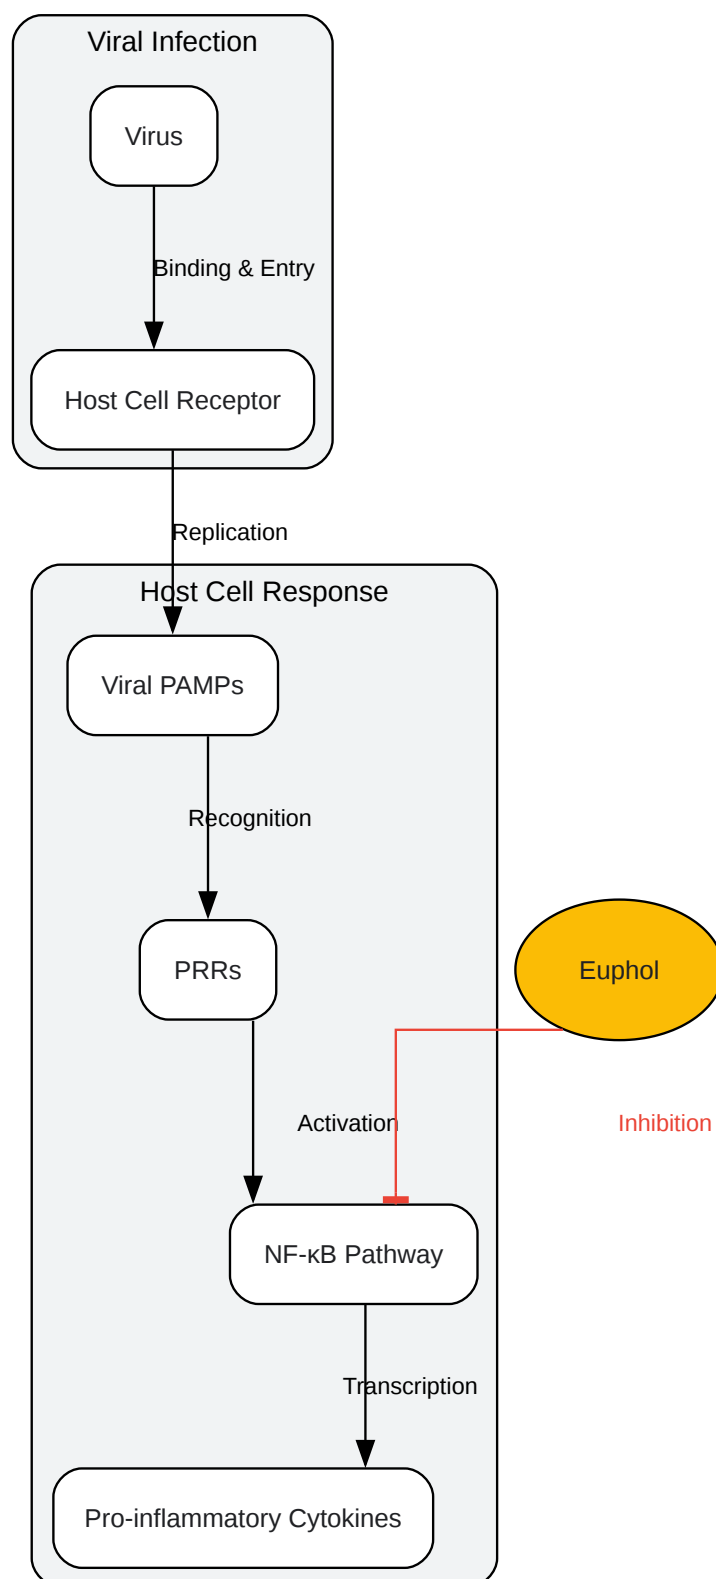 Viral Infection
Virus
Binding & Entry
Host Cell Receptor
Replication
Host Cell Response
Viral PAMPs
Recognition
PRRs
Euphol
Activation
Inhibition
NF-κB Pathway
Transcription
Pro-inflammatory Cytokines